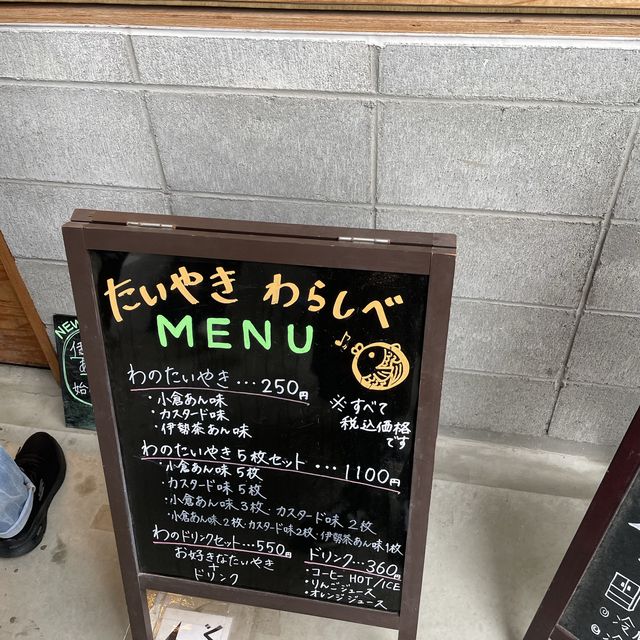 たいやき わらしべ
MENU
わのたいやき…250円
・小倉あん味
・カスタード味
・伊勢茶あん味
※すべて
税込価格
です
わのたいやき5枚セット…1100円
・小倉あん味5枚
・カスタード味5枚
・小倉あん味3枚・カスタード味2枚
・小倉あん味2枚・カスタード味2枚・伊勢茶あん味1枚
わのドリンクセット…550円
お好きなたいやき
+
ドリンク
ドリンク…360円
・コーヒーHOT/ICE
・りんごジュース
・オレンジジュース
NEW